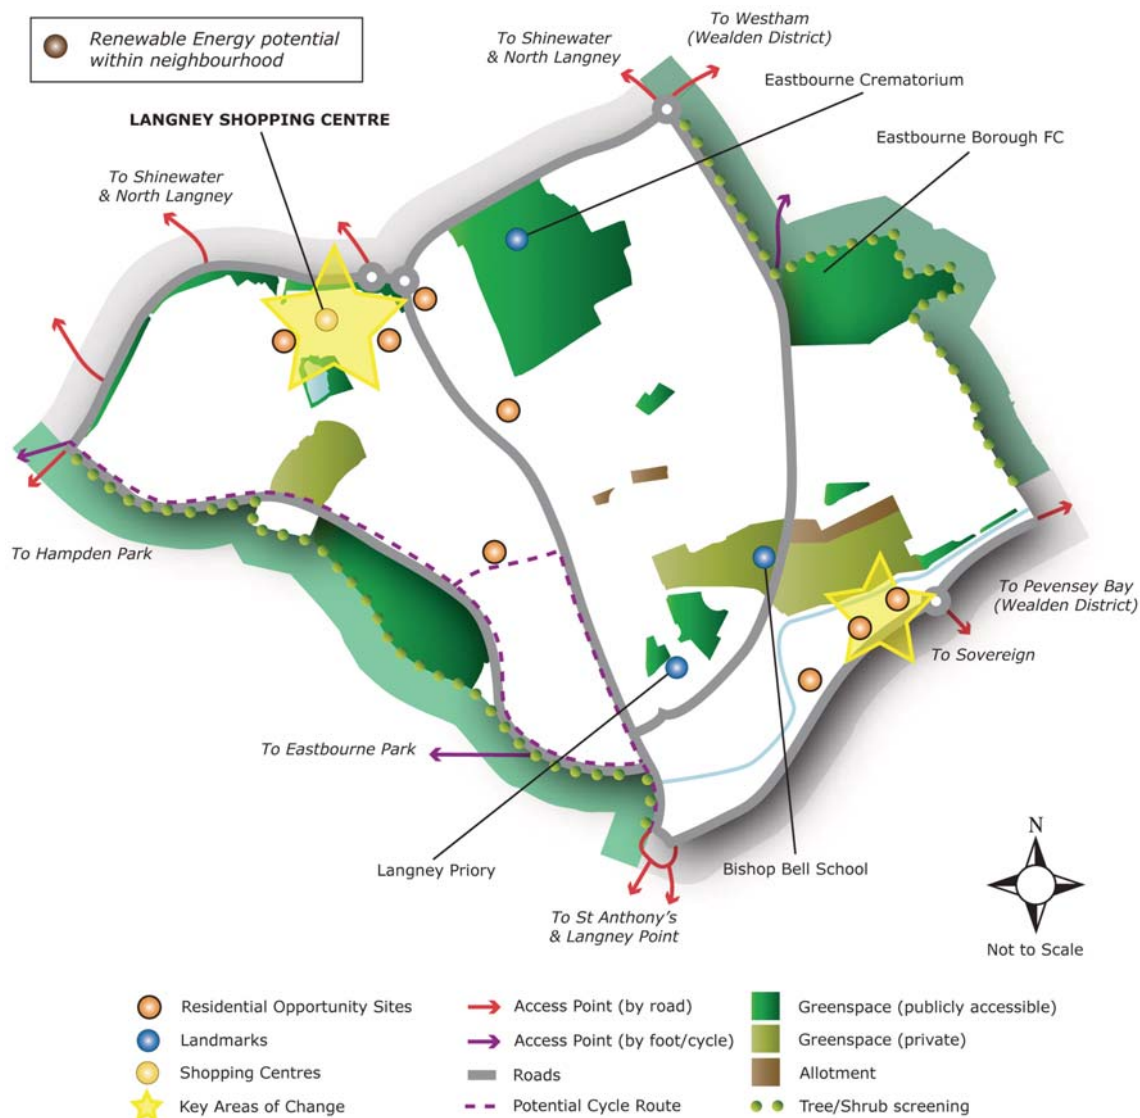 Renewable Energy potential
within neighbourhood
To Westham
(Wealden District)
To Shinewater
& North Langney
Eastbourne Crematorium
LANGNEY SHOPPING CENTRE
Eastbourne Borough FC
To Shinewater
& North Langney
To Hampden Park
To Pevensey Bay
(Wealden District)
To Sovereign
To Eastbourne Park
Langney Priory
Bishop Bell School
To St Anthony's
& Langney Point
N
Not to Scale
Residential Opportunity Sites
Landmarks
Shopping Centres
Key Areas of Change
Access Point (by road)
Access Point (by foot/cycle)
Roads
Potential Cycle Route
Greenspace (publicly accessible)
Greenspace (private)
Allotment
Tree/Shrub screening